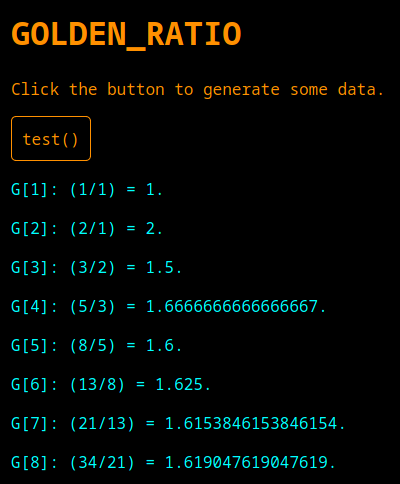 GOLDEN_RATIO
Click the button to generate some data.
test()
G[1]: (1/1) = 1.
G[2]: (2/1) = 2.
G[3]: (3/2) = 1.5.
G[4]: (5/3) = 1.6666666666666667.
G[5]: (8/5) = 1.6.
G[6]: (13/8) = 1.625.
G[7]: (21/13) = 1.6153846153846154.
G[8]: (34/21) = 1.619047619047619.